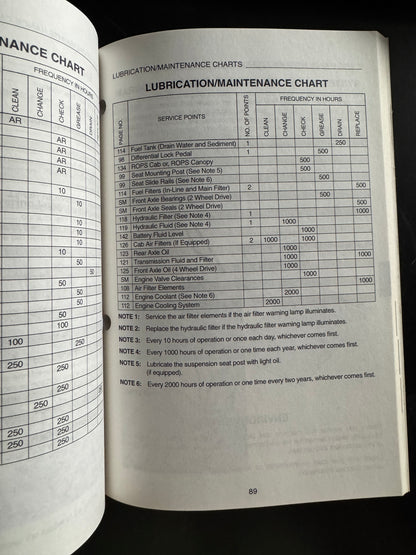 NANCE CHART
FREQUENCY IN HOURS
CLEAN
CHANGE
CHECK
GREASE
DRAIN
AR
AR
AR
AR
AR
10
10
10
10
50
50
50
50
50
100
100
250
250
250
250
250
250
250
250
250
LUBRICATION/MAINTENANCE CHARTS
LUBRICATION/MAINTENANCE CHART
PAGE NO. SERVICE POINTS NO. OF POINTS FREQUENCY IN HOURS
CLEAN CHANGE CHECK GREASE DRAIN REPLACE
114 Fuel Tank (Drain Water and Sediment) 1 250
98 Differential Lock Pedal 1 500
134 ROPS Cab or, ROPS Canopy 500
99 Seat Mounting Post (See Note 5) 500
99 Seat Slide Rails (See Note 6) 500
114 Fuel Filters (In-Line and Main Filter) 2 500
SM Front Axle Bearings (2 Wheel Drive) 500
SM Front Axle Seals (2 Wheel Drive) 500
118 Hydraulic Filter (See Note 4) 1 1000
119 Hydraulic Fluid (See Note 4) 1 1000
142 Battery Fluid Level 1000
126 Cab Air Filters (If Equipped) 2 1000 1000
123 Rear Axle Oil 1000
121 Transmission Fluid and Filter 1000 1000
125 Front Axle Oil (4 Wheel Drive) 1000
SM Engine Valve Clearances 1000
108 Air Filter Elements 1000
112 Engine Coolant (See Note 6) 2000
112 Engine Cooling System 2000
NOTE 1: Service the air filter elements if the air filter warning lamp illuminates.
NOTE 2: Replace the hydraulic filter if the hydraulic filter warning lamp illuminates.
NOTE 3: Every 10 hours of operation or once each day, whichever comes first.
NOTE 4: Every 1000 hours of operation or one time each year, whichever comes first.
NOTE 5: Lubricate the suspension seat post with light oil.
(if equipped).
NOTE 6: Every 2000 hours of operation or one time every two years, whichever comes first.
89